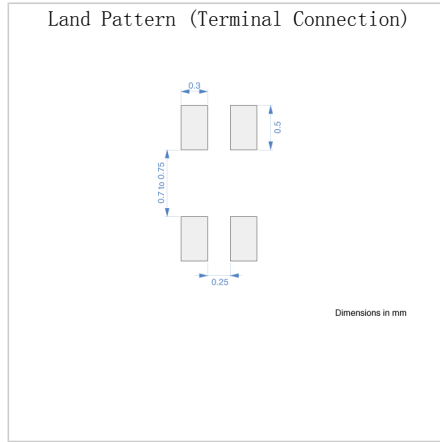 Land Pattern (Terminal Connection)
0.3
0.5
0.7 to 0.75
0.25
Dimensions in mm